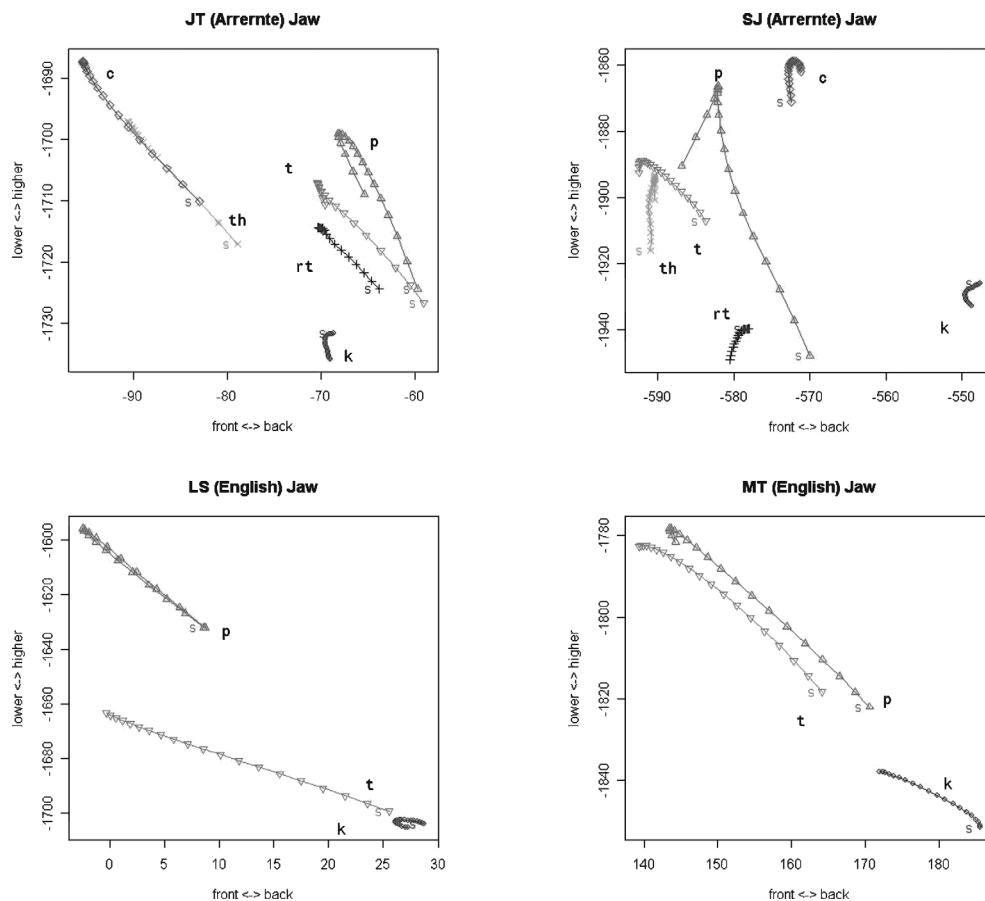 JT (Arrernte) Jaw
lower <-> higher
-1690
-1700
-1710
-1720
-1730
c
th
p
t
rt
k
s
s
s
s
s
s
-90
-80
-70
-60
front <-> back
SJ (Arrernte) Jaw
lower <-> higher
-1860
-1880
-1900
-1920
-1940
p
c
s
t
s
th
s
rt
s
s
k
s
-590
-580
-570
-560
-550
front <-> back
LS (English) Jaw
lower <-> higher
-1600
-1620
-1640
-1660
-1680
-1700
p
s
t
s
k
s
0
5
10
15
20
25
30
front <-> back
MT (English) Jaw
lower <-> higher
-1780
-1800
-1820
-1840
p
s
t
s
k
s
140
150
160
170
180
front <-> back